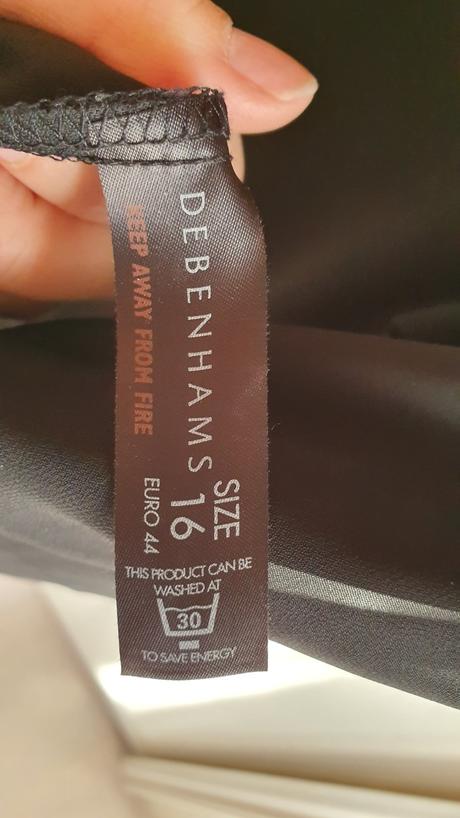 DEBENHAMS
KEEP AWAY FROM FIRE
SIZE
16
EURO 44
THIS PRODUCT CAN BE
WASHED AT
30
TO SAVE ENERGY